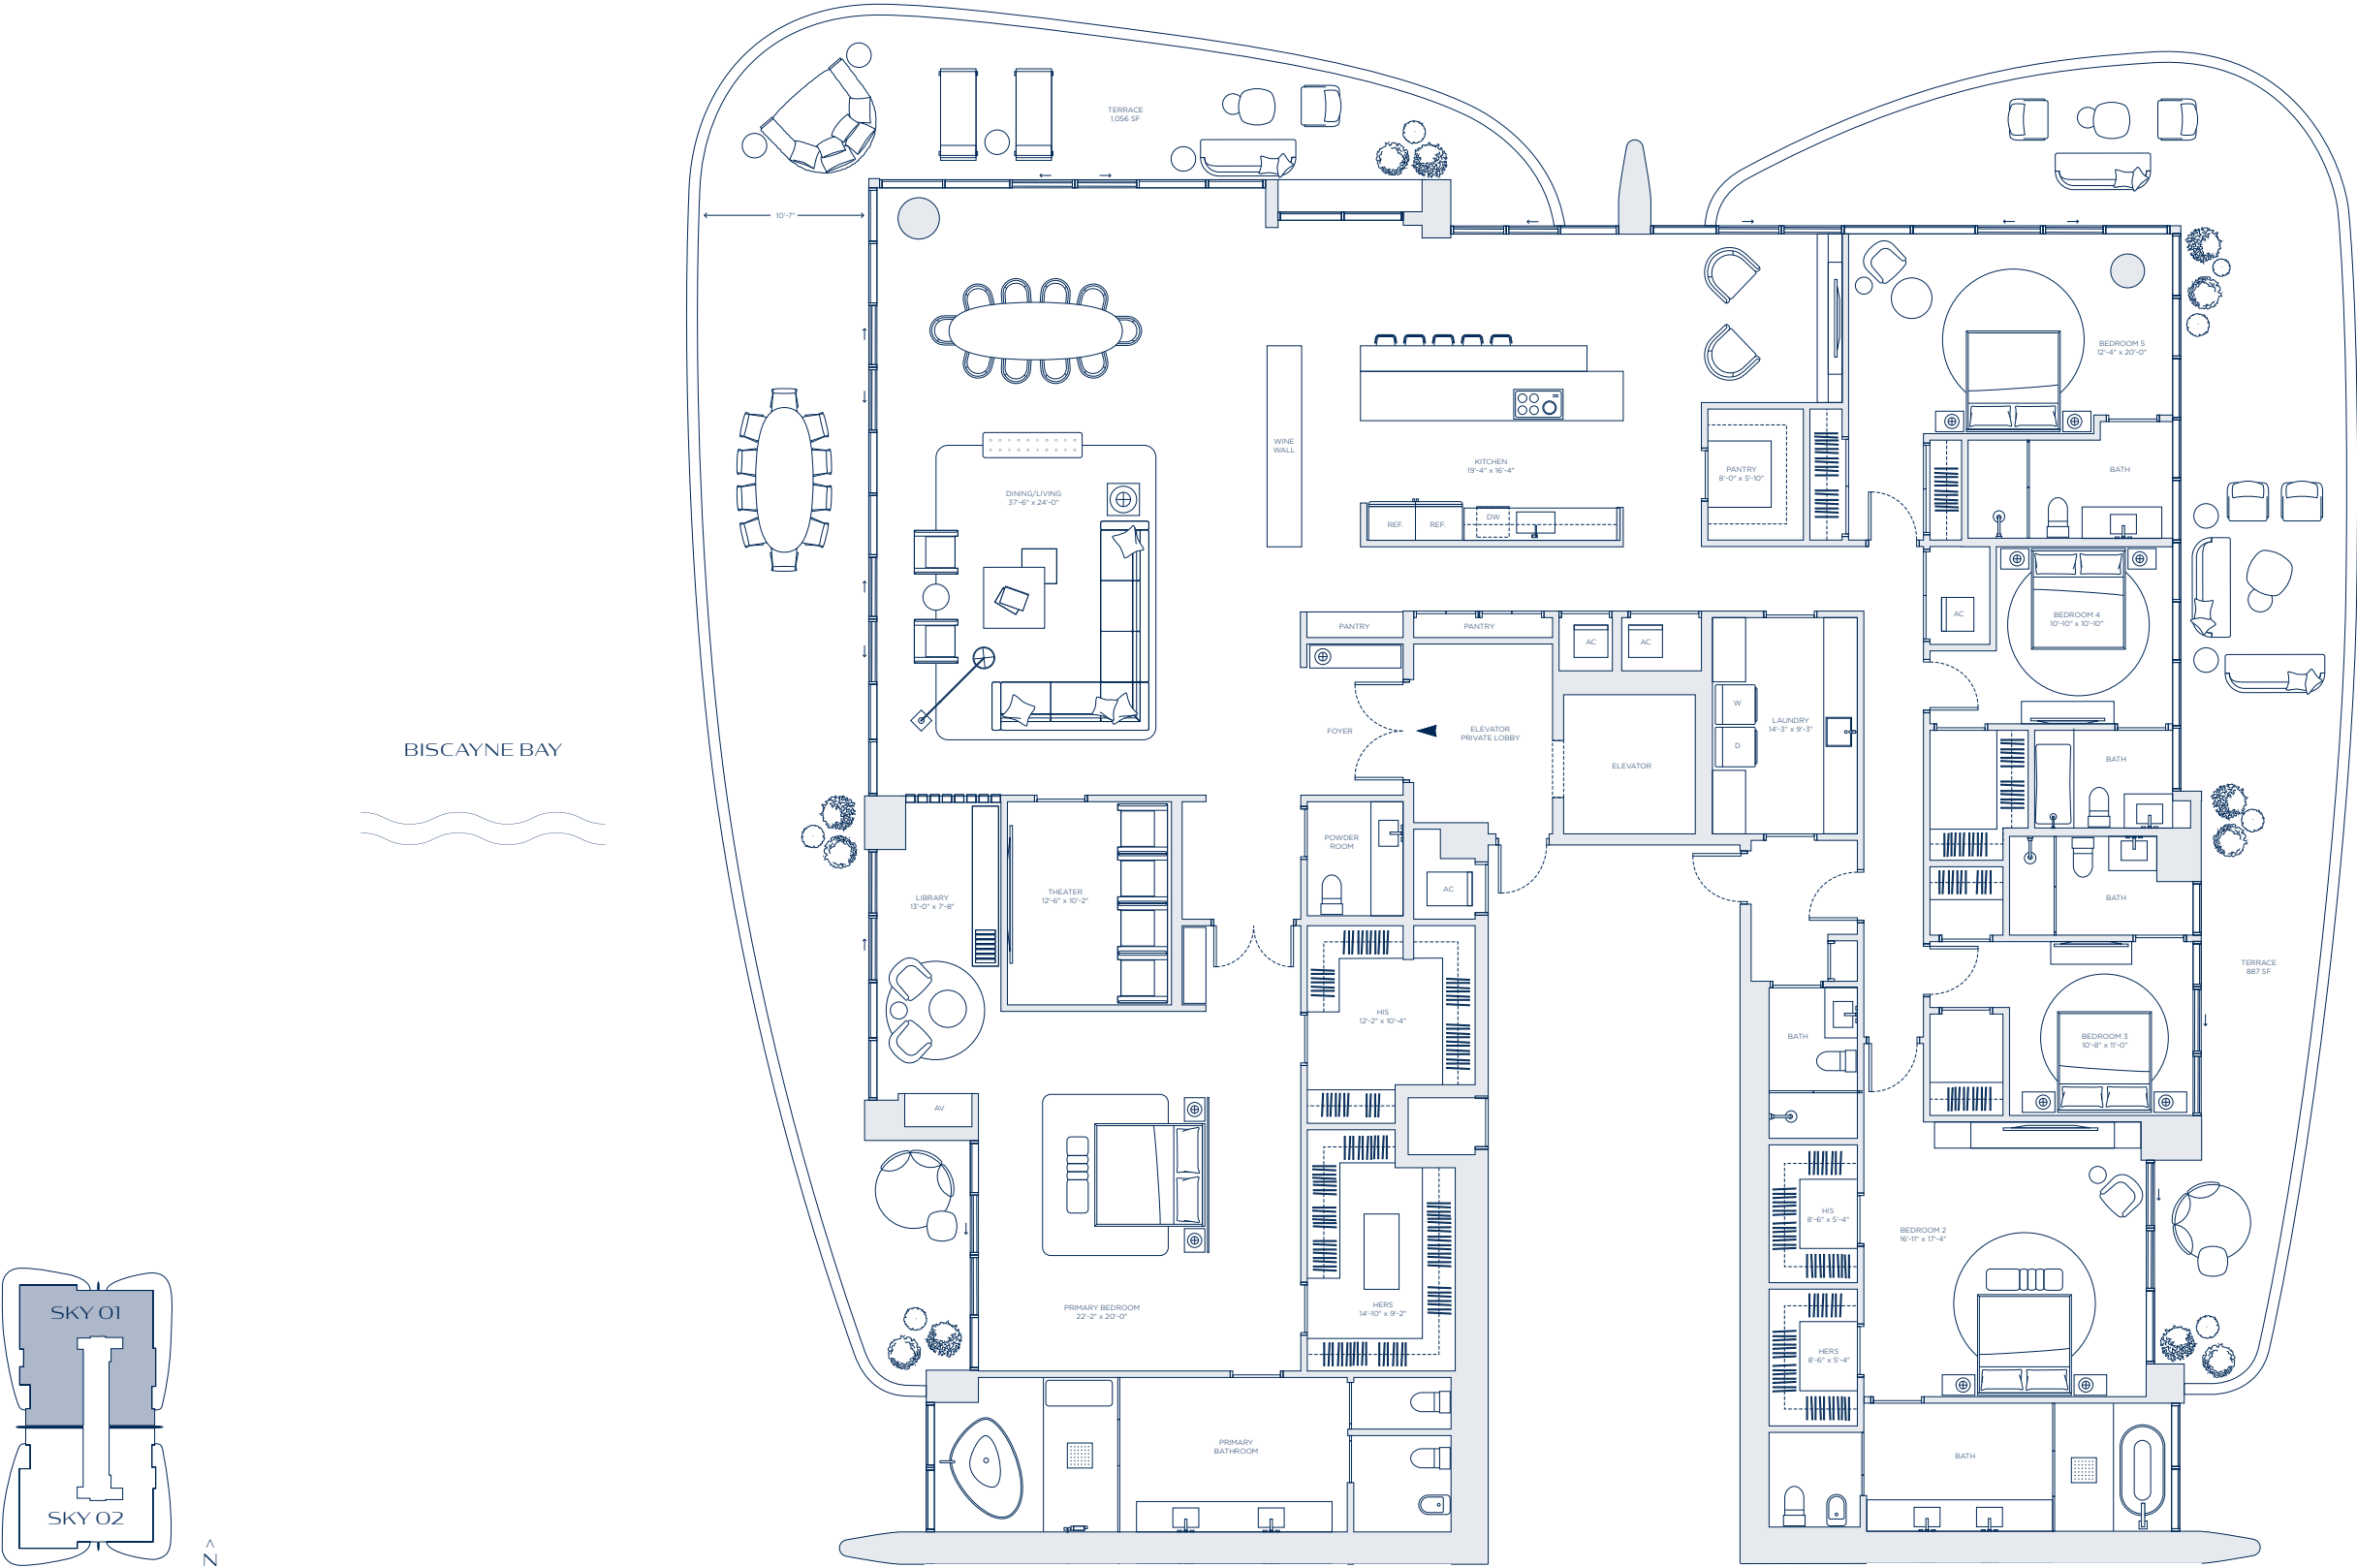 TERRACE
1,056 SF
10'-7"
BEDROOM 5
12'-4" x 20'-0"
WINE
WALL
KITCHEN
19'-4" x 16'-4"
PANTRY
8'-0" x 5'-10"
BATH
DINING/LIVING
37'-6" x 24'-0"
REF.
REF.
DW
AC
BEDROOM 4
10'-10" x 10'-10"
PANTRY
PANTRY
AC
AC
W
D
LAUNDRY
14'-3" x 9'-3"
FOYER
ELEVATOR
PRIVATE LOBBY
ELEVATOR
BATH
BISCAYNE BAY
POWDER
ROOM
LIBRARY
13'-0" x 7'-8"
THEATER
12'-6" x 10'-2"
AC
BATH
TERRACE
887 SF
HIS
12'-2" x 10'-4"
BATH
BEDROOM 3
10'-8" x 11'-0"
AV
HIS
8'-6" x 5'-4"
BEDROOM 2
16'-11" x 17'-4"
PRIMARY BEDROOM
22'-2" x 20'-0"
HERS
14'-10" x 9'-2"
HERS
8'-6" x 5'-4"
PRIMARY
BATHROOM
BATH
SKY 01
SKY 02
N